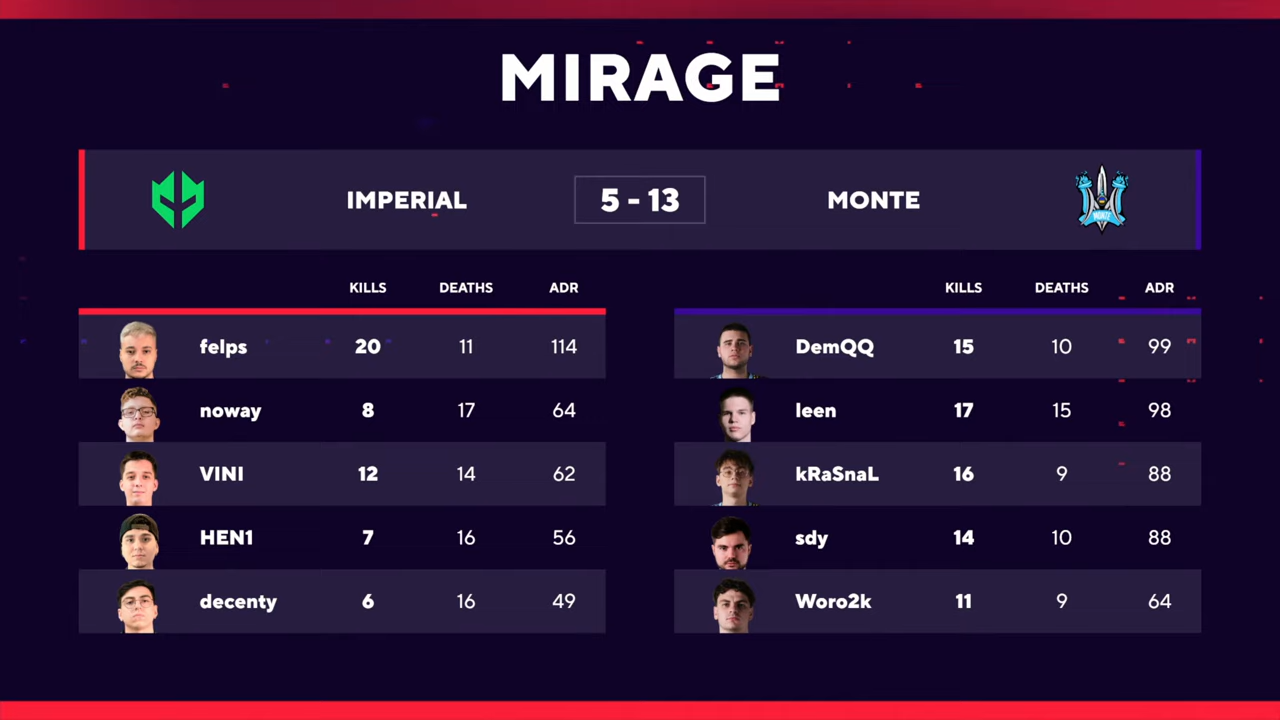 MIRAGE
IMPERIAL 5 - 13 MONTE
MONTE
KILLS DEATHS ADR
felps 20 11 114
noway 8 17 64
VINI 12 14 62
HEN1 7 16 56
decenty 6 16 49
KILLS DEATHS ADR
DemQQ 15 10 99
leen 17 15 98
kRaSnaL 16 9 88
sdy 14 10 88
Woro2k 11 9 64